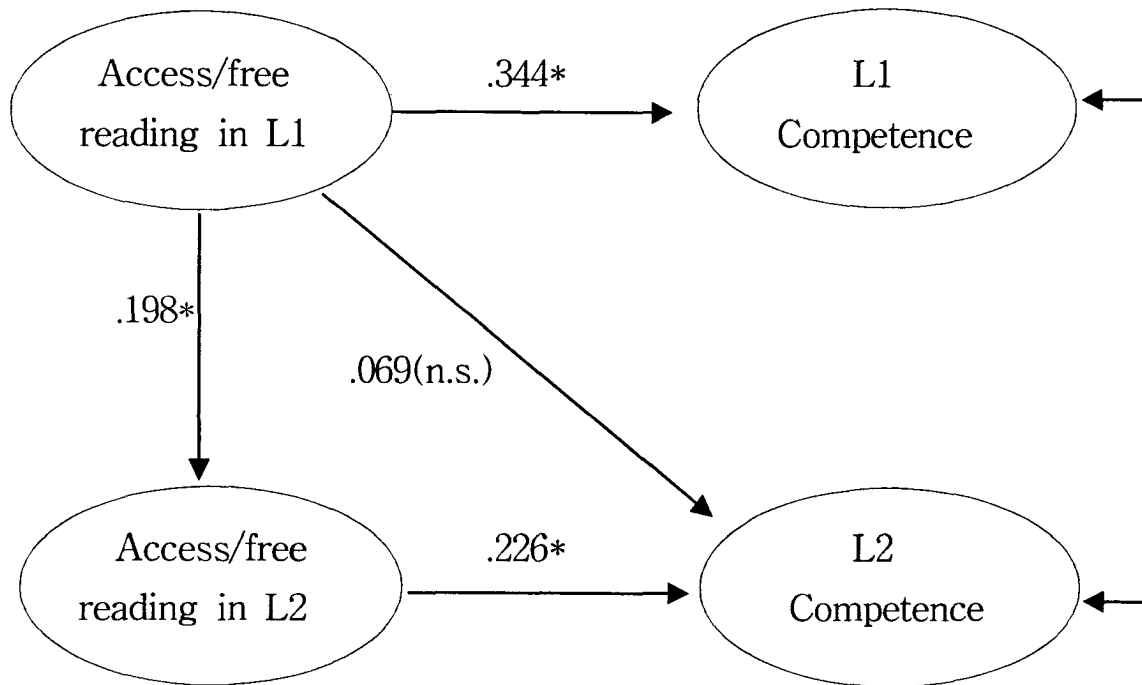 Access/free
reading in L1
.344*
L1
Competence
.198*
.069(n.s.)
Access/free
reading in L2
.226*
L2
Competence